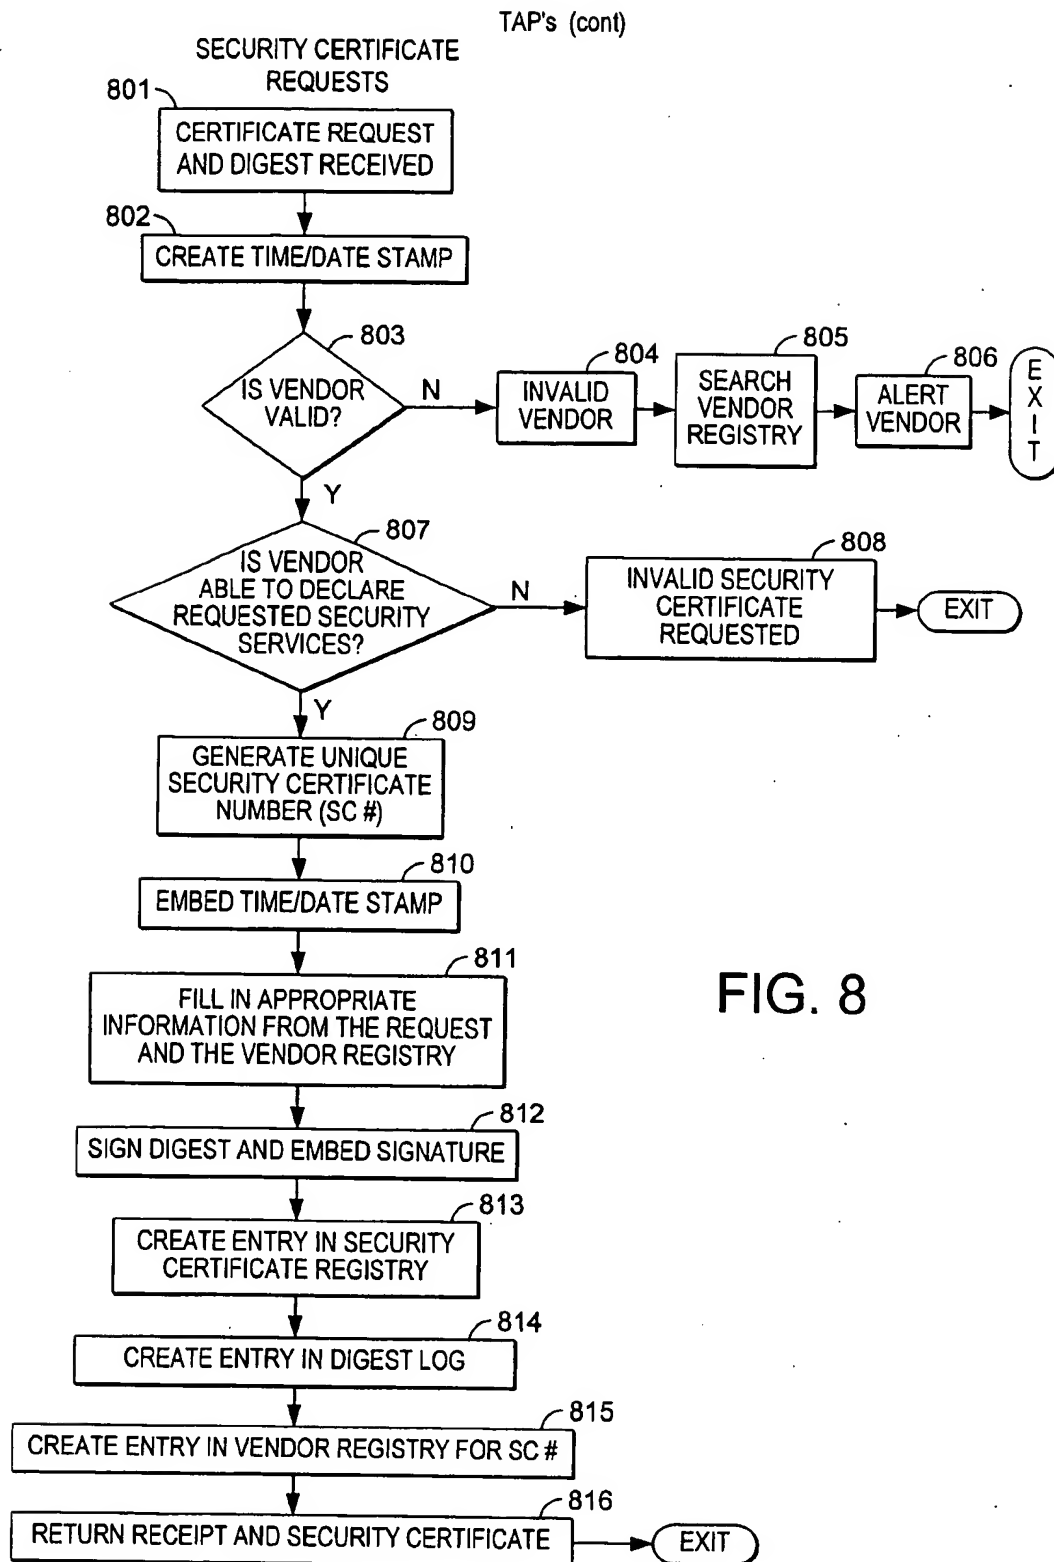 TAP's (cont)
SECURITY CERTIFICATE
REQUESTS
801
CERTIFICATE REQUEST
AND DIGEST RECEIVED
802
CREATE TIME/DATE STAMP
803
IS VENDOR
VALID?
N
804
INVALID
VENDOR
805
SEARCH
VENDOR
REGISTRY
806
ALERT
VENDOR
EXIT
Y
807
IS VENDOR
ABLE TO DECLARE
REQUESTED SECURITY
SERVICES?
N
808
INVALID SECURITY
CERTIFICATE
REQUESTED
EXIT
Y
809
GENERATE UNIQUE
SECURITY CERTIFICATE
NUMBER (SC #)
810
EMBED TIME/DATE STAMP
811
FILL IN APPROPRIATE
INFORMATION FROM THE REQUEST
AND THE VENDOR REGISTRY
FIG. 8
812
SIGN DIGEST AND EMBED SIGNATURE
813
CREATE ENTRY IN SECURITY
CERTIFICATE REGISTRY
814
CREATE ENTRY IN DIGEST LOG
815
CREATE ENTRY IN VENDOR REGISTRY FOR SC #
816
RETURN RECEIPT AND SECURITY CERTIFICATE
EXIT